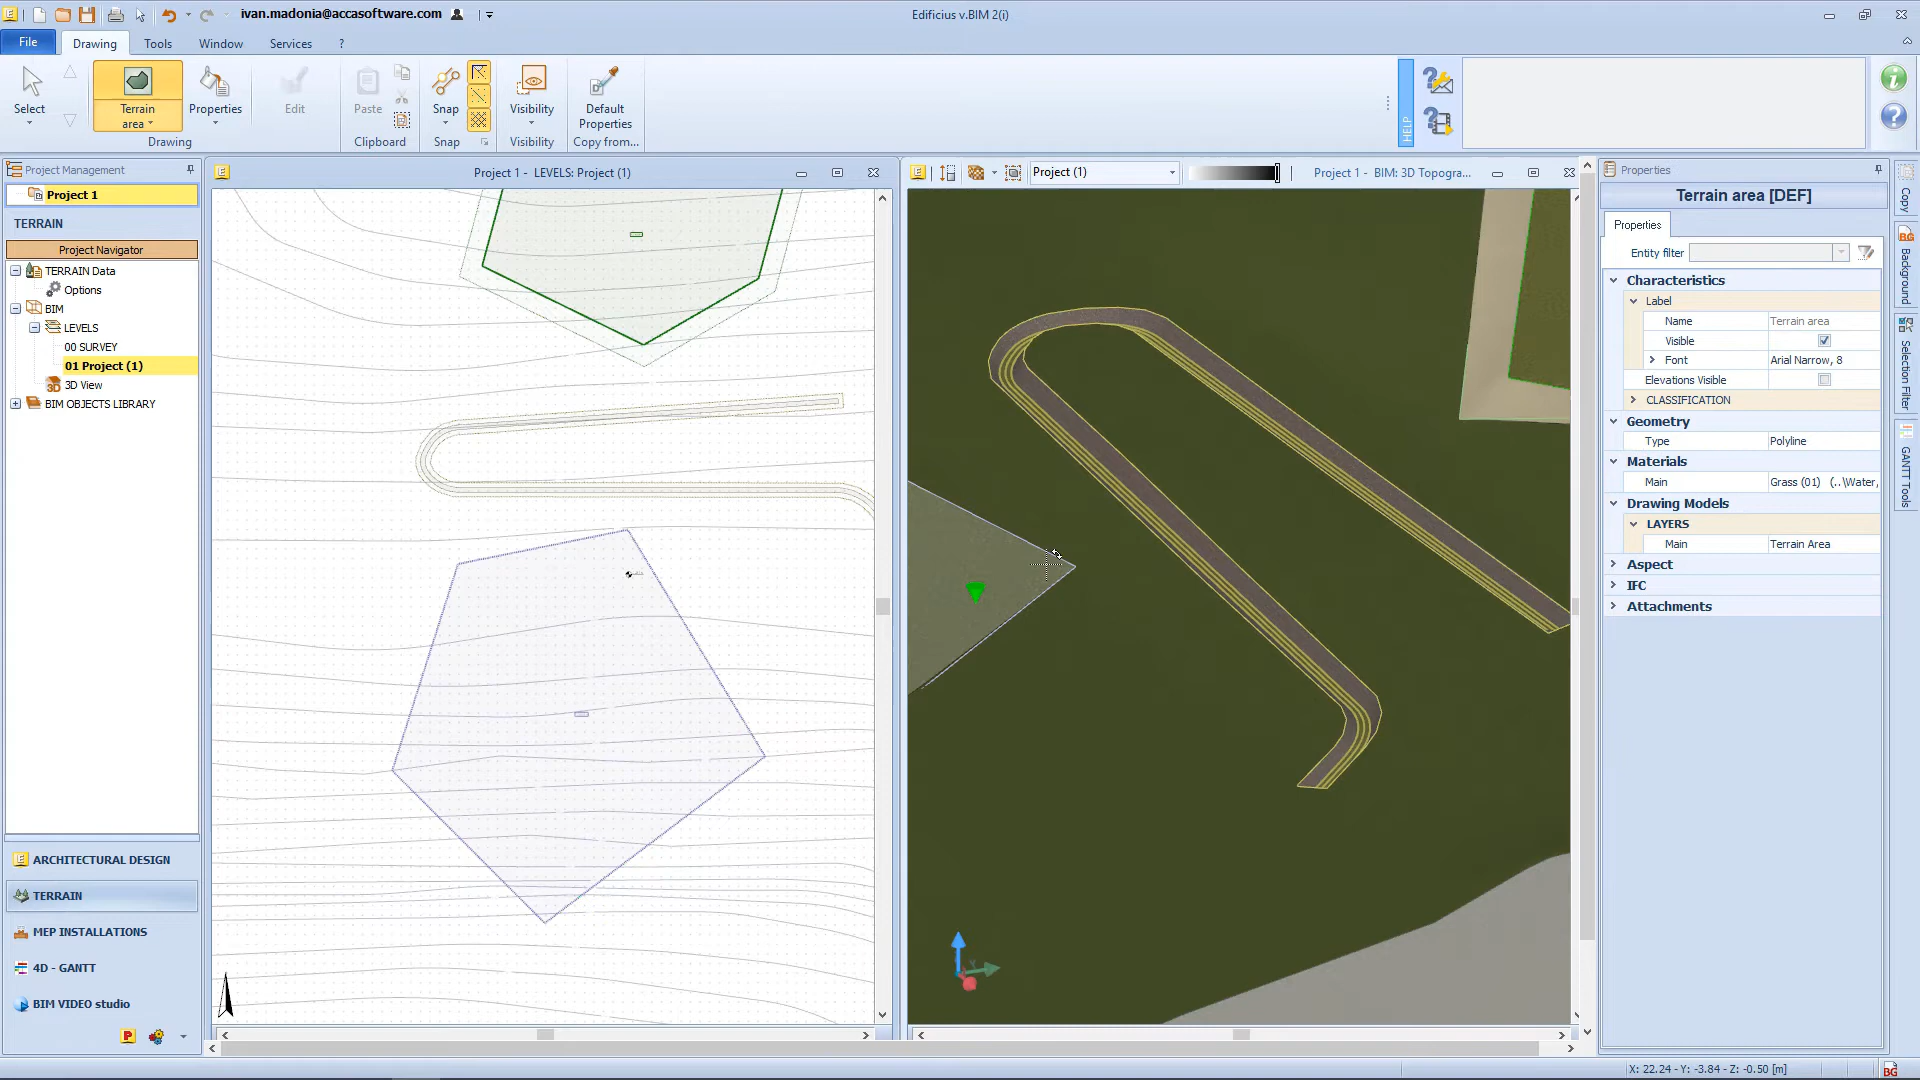 ivan.madonia@accasoftware.com
Edificius v.BIM 2(i)
File
Drawing
Tools
Window
Services
?
Select
Terrain area
Properties
Edit
Paste
Snap
Visibility
Default Properties
Drawing
Clipboard
Snap
Visibility
Copy from...
HELP
Project Management
Project 1
TERRAIN
Project Navigator
TERRAIN Data
Options
BIM
LEVELS
00 SURVEY
01 Project (1)
3D View
BIM OBJECTS LIBRARY
ARCHITECTURAL DESIGN
TERRAIN
MEP INSTALLATIONS
4D - GANTT
BIM VIDEO studio
Project 1 - LEVELS: Project (1)
Project (1)
Project 1 - BIM: 3D Topogra...
Properties
Terrain area [DEF]
Properties
Entity filter
Characteristics
Label
Name Terrain area
Visible
Font Arial Narrow, 8
Elevations Visible
CLASSIFICATION
Geometry
Type Polyline
Materials
Main Grass (01) (..\Water,
Drawing Models
LAYERS
Main Terrain Area
Aspect
IFC
Attachments
Copy
BG
Background
Selection Filter
GANTT Tools
X: 22.24 - Y: -3.84 - Z: -0.50 [m]
BG